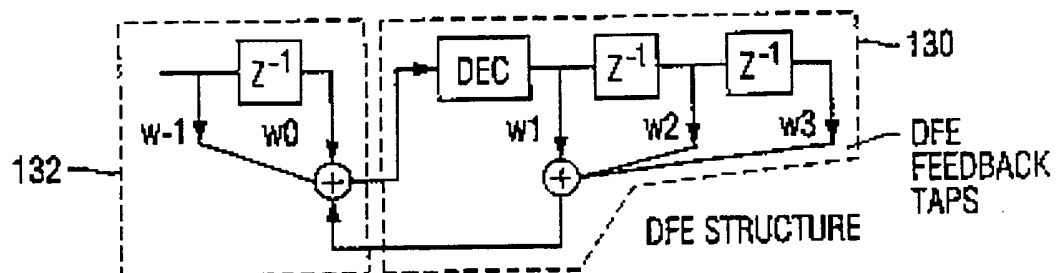 Z⁻¹
DEC
Z⁻¹
Z⁻¹
130
w-1
w0
w1
w2
w3
132
+
+
DFE
FEEDBACK
TAPS
DFE STRUCTURE